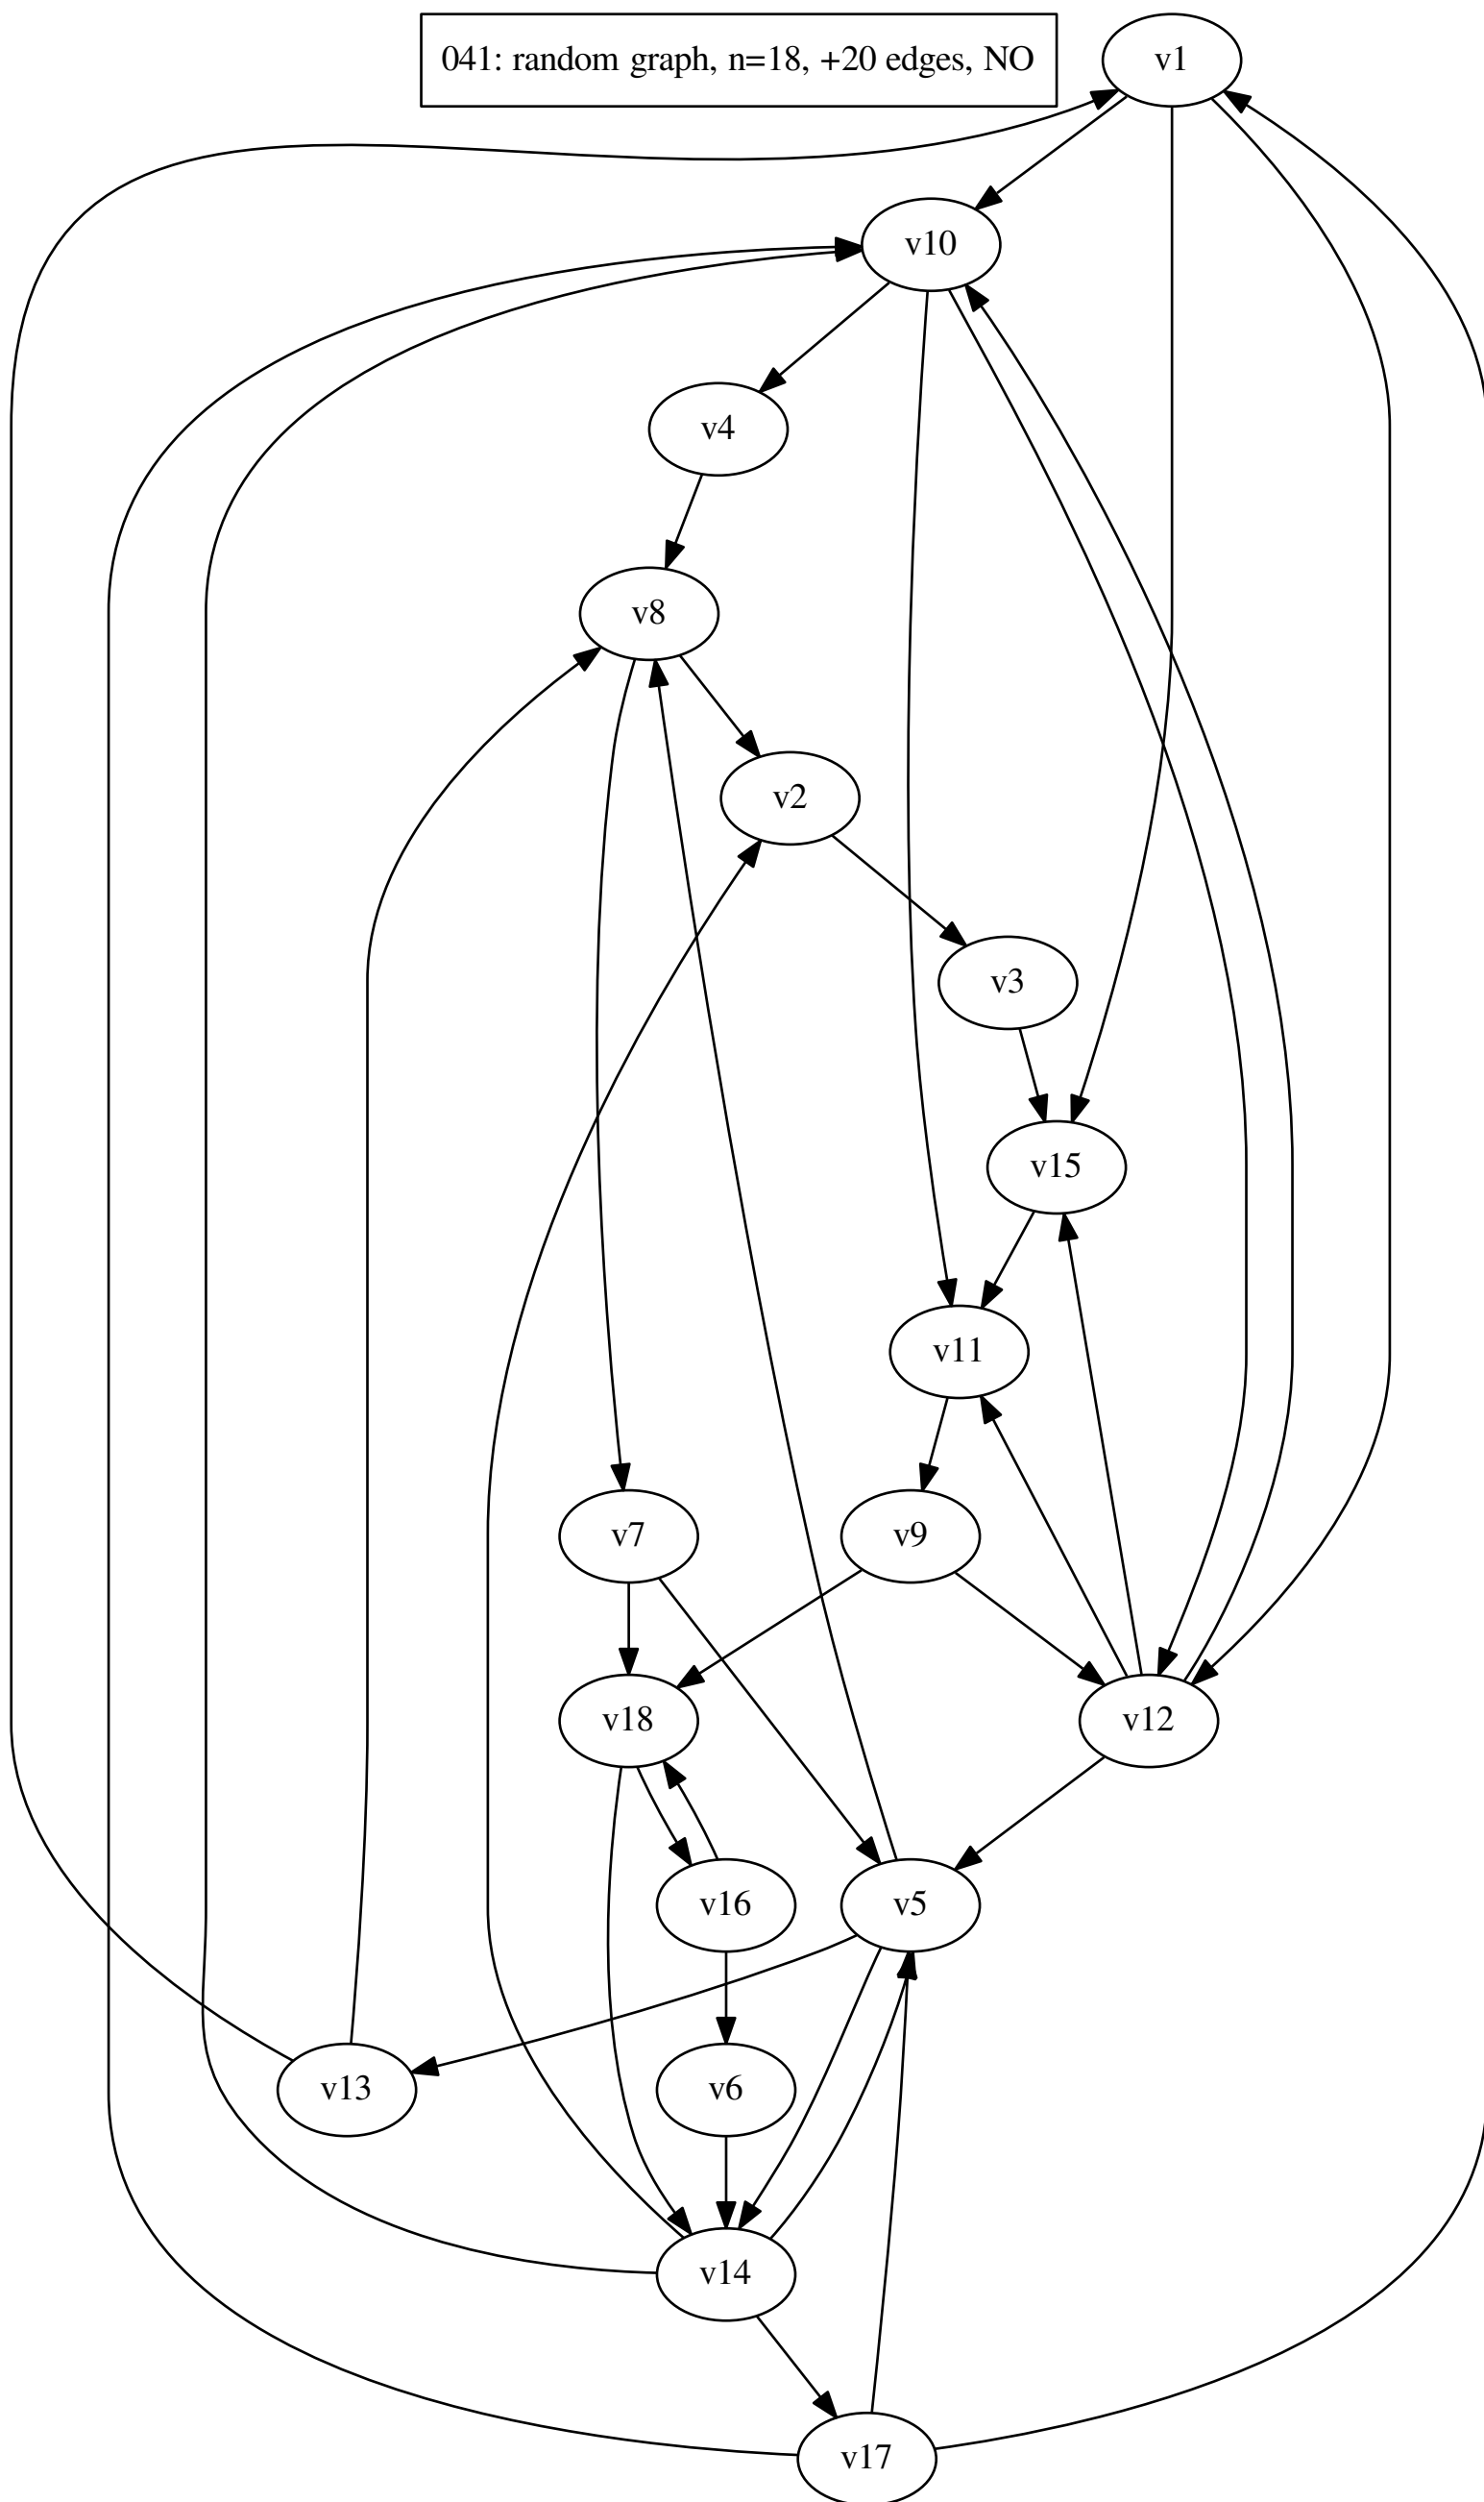 041: random graph, n=18, +20 edges, NO
v1
v10
v4
v8
v2
v3
v15
v11
v7
v9
v18
v12
v16
v5
v13
v6
v14
v17